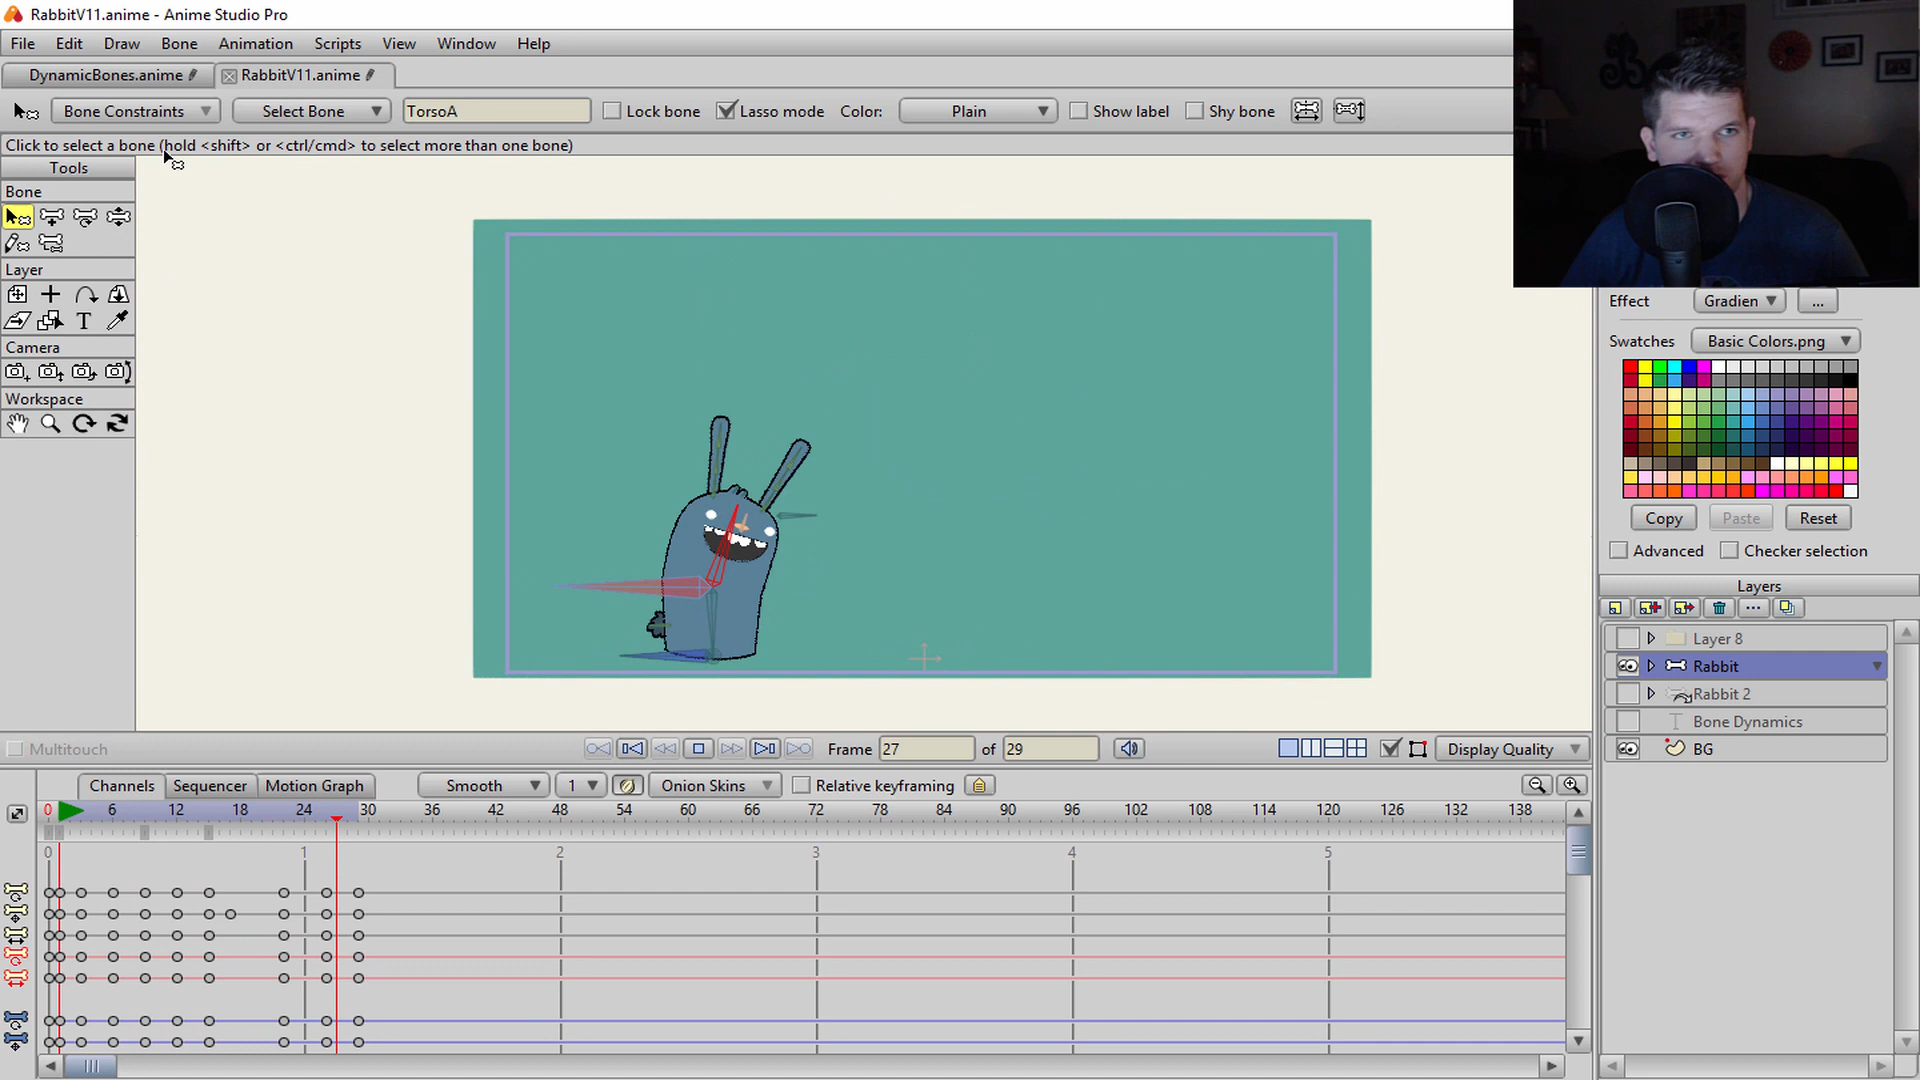 RabbitV11.anime - Anime Studio Pro
File Edit Draw Bone Animation Scripts View Window Help
DynamicBones.anime RabbitV11.anime
Bone Constraints Select Bone TorsoA Lock bone Lasso mode Color: Plain Show label Shy bone
Click to select a bone (hold <shift> or <ctrl/cmd> to select more than one bone)
Tools
Bone
Layer
T
Camera
Workspace
Effect Gradien ...
Swatches Basic Colors.png
Copy Paste Reset
Advanced Checker selection
Layers
Layer 8
Rabbit
Rabbit 2
Bone Dynamics
BG
Multitouch Frame 27 of 29 Display Quality
Channels Sequencer Motion Graph Smooth 1 Onion Skins Relative keyframing
0 6 12 18 24 30 36 42 48 54 60 66 72 78 84 90 96 102 108 114 120 126 132 138
0 1 2 3 4 5